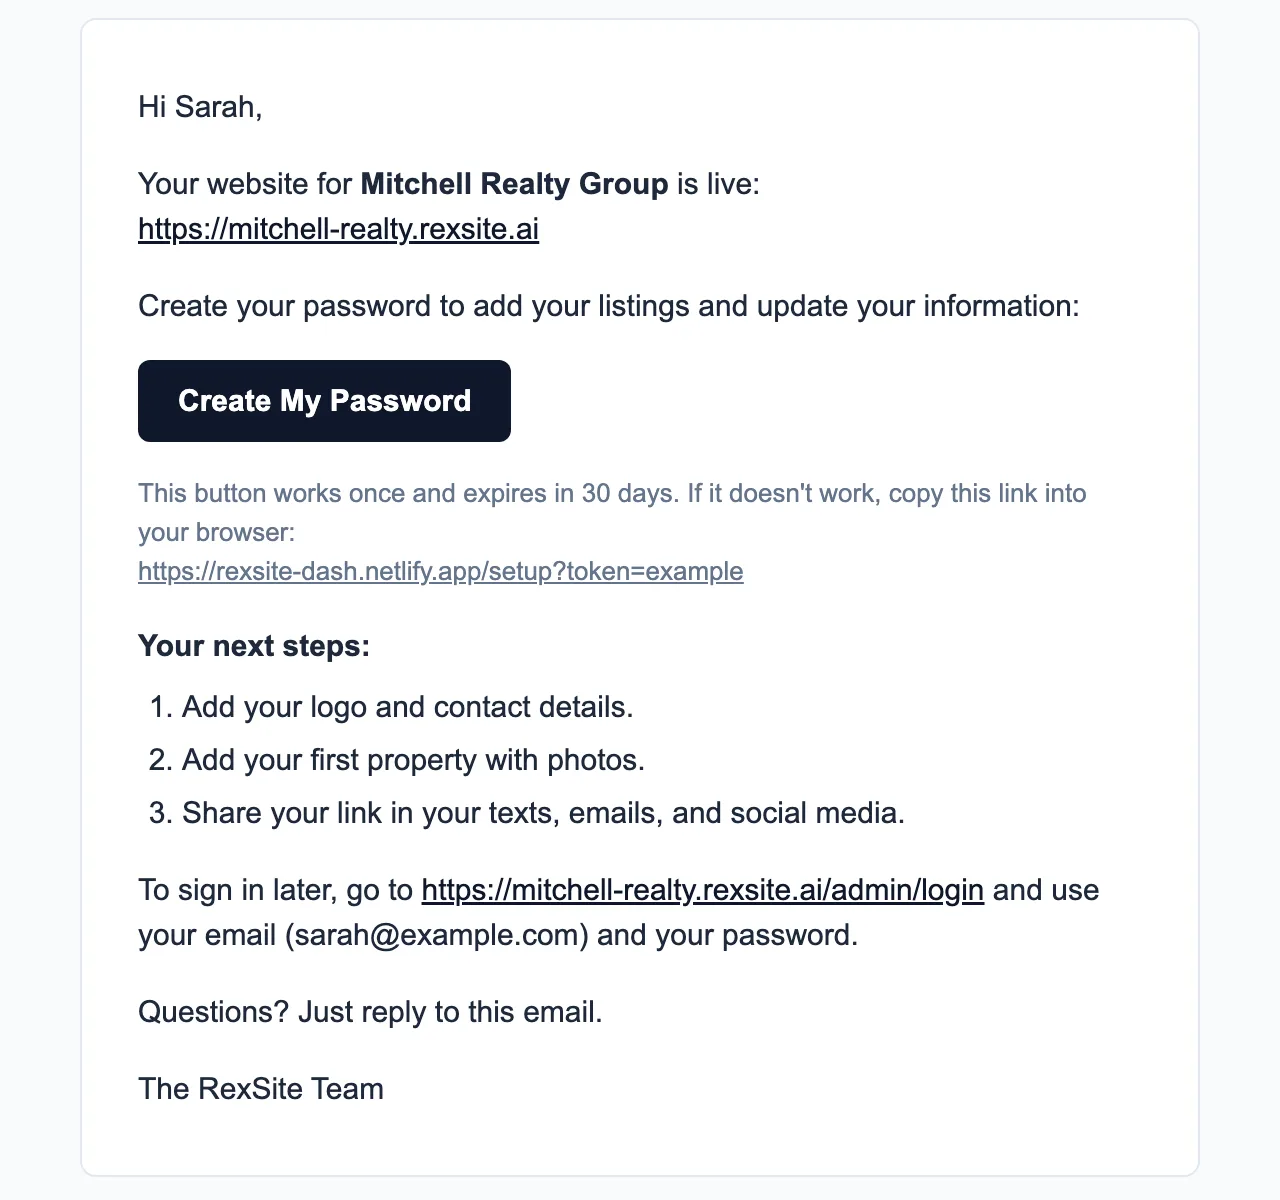 Hi Sarah,
Your website for Mitchell Realty Group is live:
https://mitchell-realty.rexsite.ai
Create your password to add your listings and update your information:
Create My Password
This button works once and expires in 30 days. If it doesn't work, copy this link into
your browser:
https://rexsite-dash.netlify.app/setup?token=example
Your next steps:
1. Add your logo and contact details.
2. Add your first property with photos.
3. Share your link in your texts, emails, and social media.
To sign in later, go to https://mitchell-realty.rexsite.ai/admin/login and use
your email (sarah@example.com) and your password.
Questions? Just reply to this email.
The RexSite Team